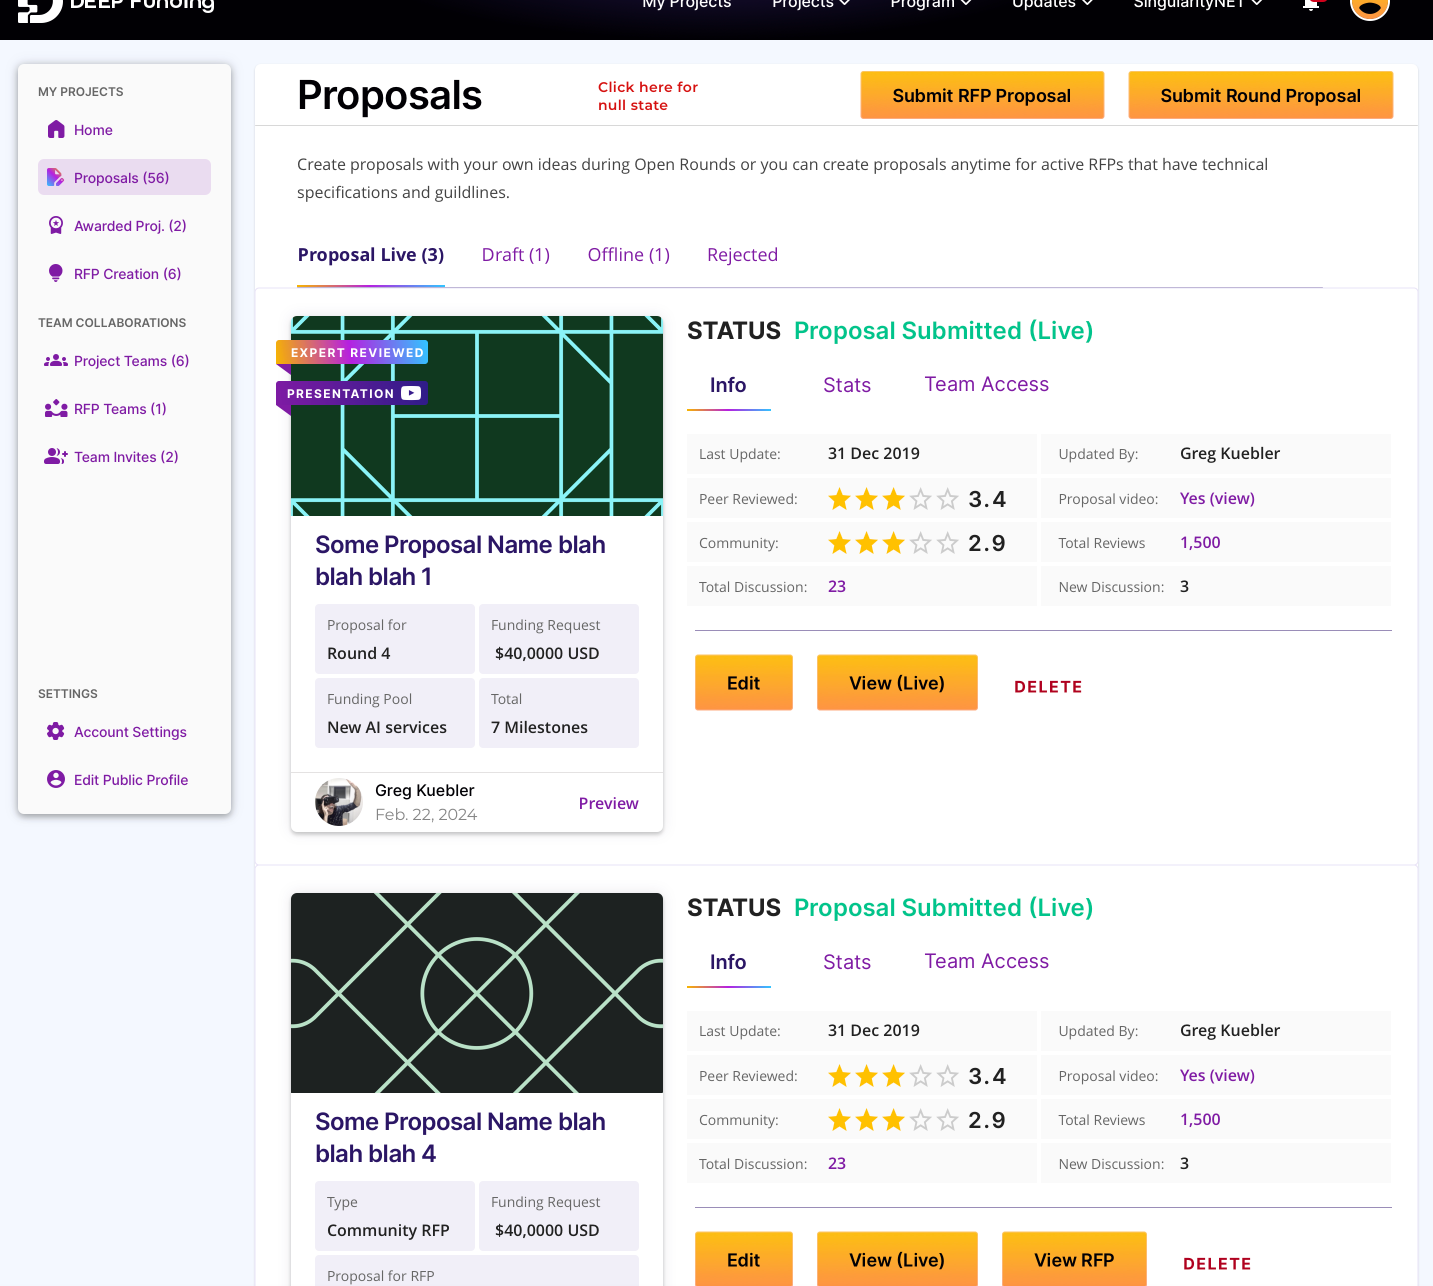 DEEP Funding
My Projects
Projects
Program
Updates
SingularityNET
MY PROJECTS
Home
Proposals (56)
Awarded Proj. (2)
RFP Creation (6)
TEAM COLLABORATIONS
Project Teams (6)
RFP Teams (1)
Team Invites (2)
SETTINGS
Account Settings
Edit Public Profile
Proposals
Click here for
null state
Submit RFP Proposal
Submit Round Proposal
Create proposals with your own ideas during Open Rounds or you can create proposals anytime for active RFPs that have technical
specifications and guildlines.
Proposal Live (3)
Draft (1)
Offline (1)
Rejected
EXPERT REVIEWED
PRESENTATION
Some Proposal Name blah
blah blah 1
Proposal for
Round 4
Funding Request
$40,0000 USD
Funding Pool
New AI services
Total
7 Milestones
Greg Kuebler
Feb. 22, 2024
Preview
STATUS Proposal Submitted (Live)
Info
Stats
Team Access
Last Update: 31 Dec 2019
Updated By: Greg Kuebler
Peer Reviewed: 3.4
Proposal video: Yes (view)
Community: 2.9
Total Reviews 1,500
Total Discussion: 23
New Discussion: 3
Edit
View (Live)
DELETE
Some Proposal Name blah
blah blah 4
Type
Community RFP
Funding Request
$40,0000 USD
Proposal for RFP
STATUS Proposal Submitted (Live)
Info
Stats
Team Access
Last Update: 31 Dec 2019
Updated By: Greg Kuebler
Peer Reviewed: 3.4
Proposal video: Yes (view)
Community: 2.9
Total Reviews 1,500
Total Discussion: 23
New Discussion: 3
Edit
View (Live)
View RFP
DELETE